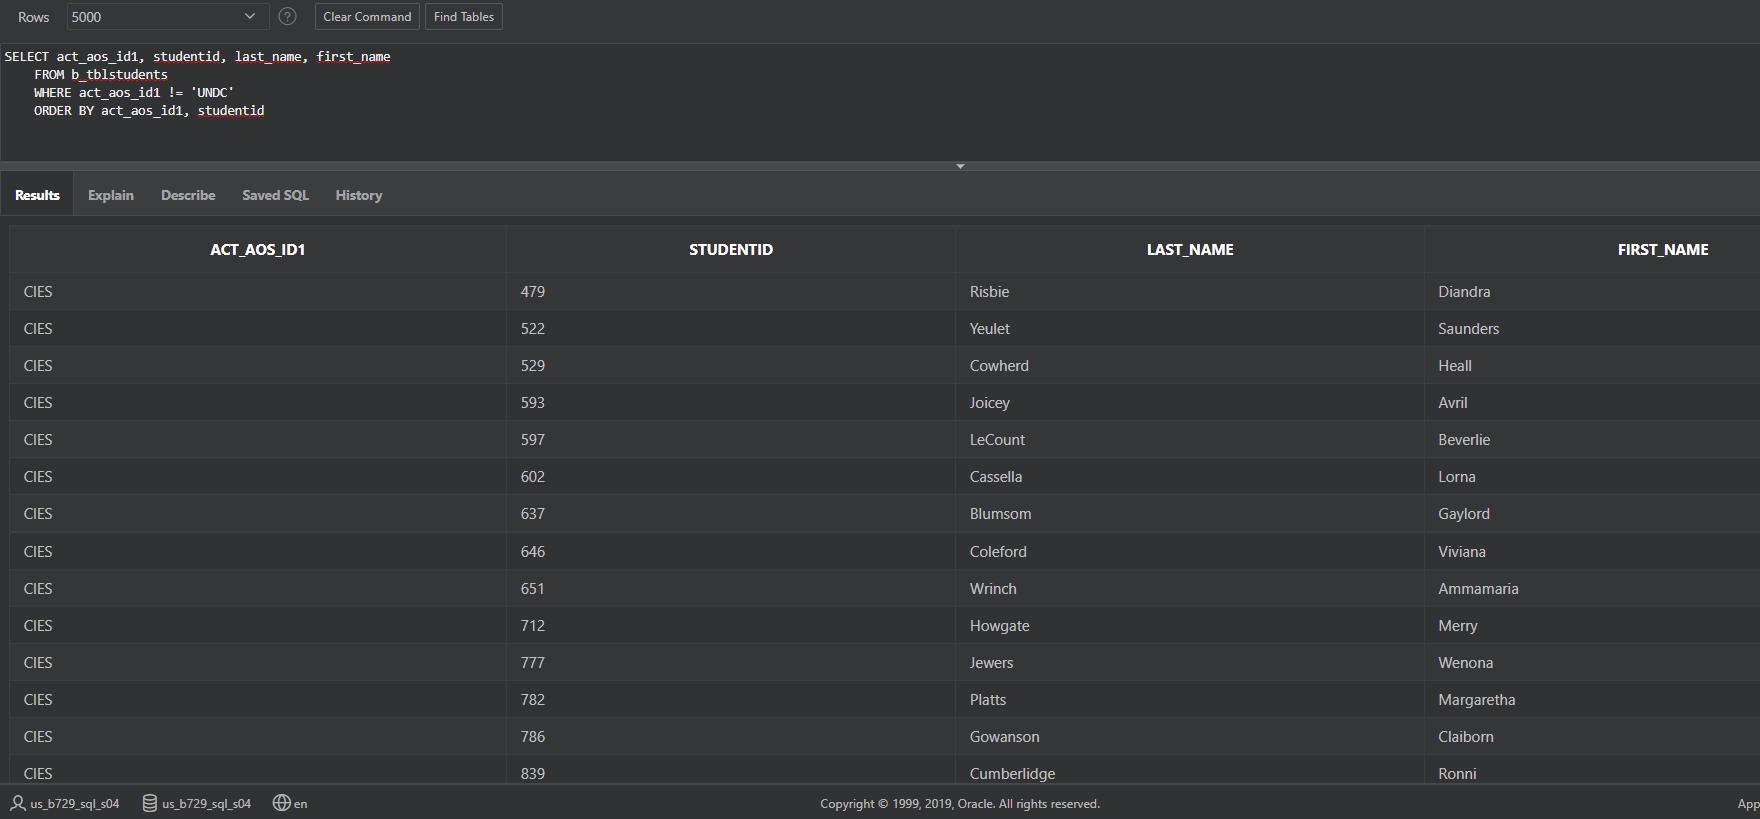 Rows 5000 ? Clear Command Find Tables
SELECT act_aos_id1, studentid, last_name, first_name
FROM b_tblstudents
WHERE act_aos_id1 != 'UNDC'
ORDER BY act_aos_id1, studentid
Results Explain Describe Saved SQL History
ACT_AOS_ID1 STUDENTID LAST_NAME FIRST_NAME
CIES 479 Risbie Diandra
CIES 522 Yeulet Saunders
CIES 529 Cowherd Heall
CIES 593 Joicey Avril
CIES 597 LeCount Beverlie
CIES 602 Cassella Lorna
CIES 637 Blumsom Gaylord
CIES 646 Coleford Viviana
CIES 651 Wrinch Ammamaria
CIES 712 Howgate Merry
CIES 777 Jewers Wenona
CIES 782 Platts Margaretha
CIES 786 Gowanson Claiborn
CIES 839 Cumberlidge Ronni
us_b729_sql_s04 us_b729_sql_s04 en Copyright © 1999, 2019, Oracle. All rights reserved. App